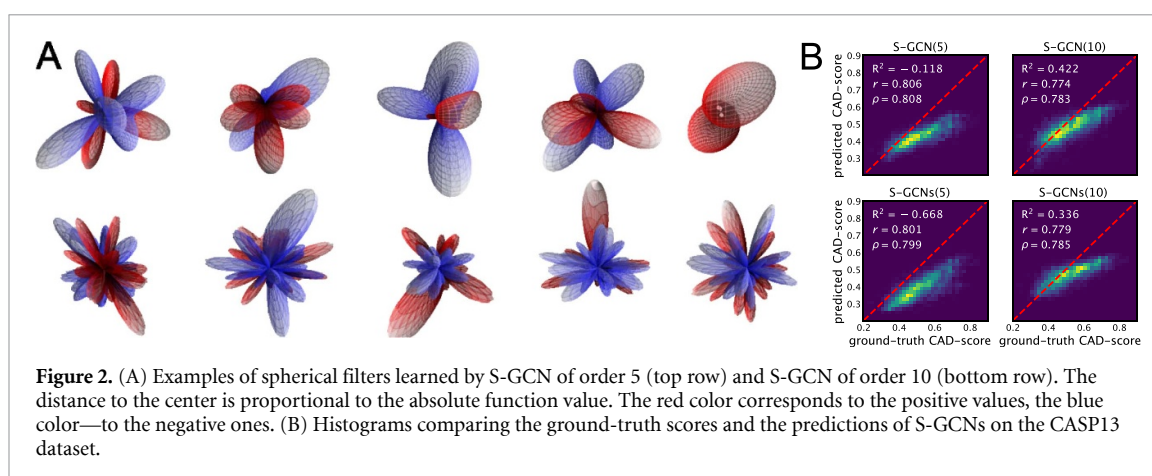 A
B
S-GCN(5)
S-GCN(10)
predicted CAD-score
0.9
0.8
0.7
0.6
0.5
0.4
0.3
R² = −0.118
r = 0.806
ρ = 0.808
R² = 0.422
r = 0.774
ρ = 0.783
S-GCNs(5)
S-GCNs(10)
predicted CAD-score
0.9
0.8
0.7
0.6
0.5
0.4
0.3
R² = −0.668
r = 0.801
ρ = 0.799
R² = 0.336
r = 0.779
ρ = 0.785
0.2 0.4 0.6 0.8
0.2 0.4 0.6 0.8
ground-truth CAD-score
ground-truth CAD-score
Figure 2. (A) Examples of spherical filters learned by S-GCN of order 5 (top row) and S-GCN of order 10 (bottom row). The
distance to the center is proportional to the absolute function value. The red color corresponds to the positive values, the blue
color—to the negative ones. (B) Histograms comparing the ground-truth scores and the predictions of S-GCNs on the CASP13
dataset.